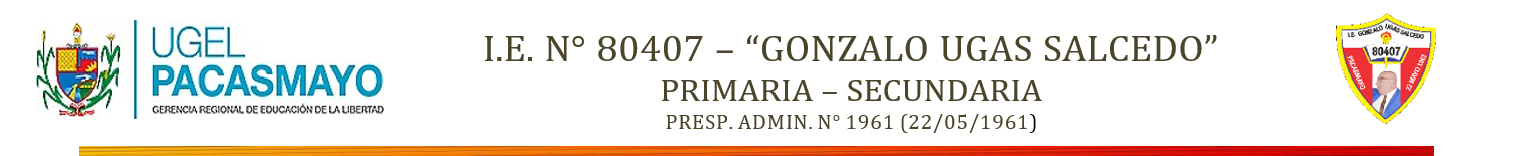 UGEL
PACASMAYO
GERENCIA REGIONAL DE EDUCACIÓN DE LA LIBERTAD
I.E. N° 80407 – “GONZALO UGAS SALCEDO”
PRIMARIA – SECUNDARIA
PRESP. ADMIN. N° 1961 (22/05/1961)
I.E. GONZALO UGAS SALCEDO
80407
PACASMAYO